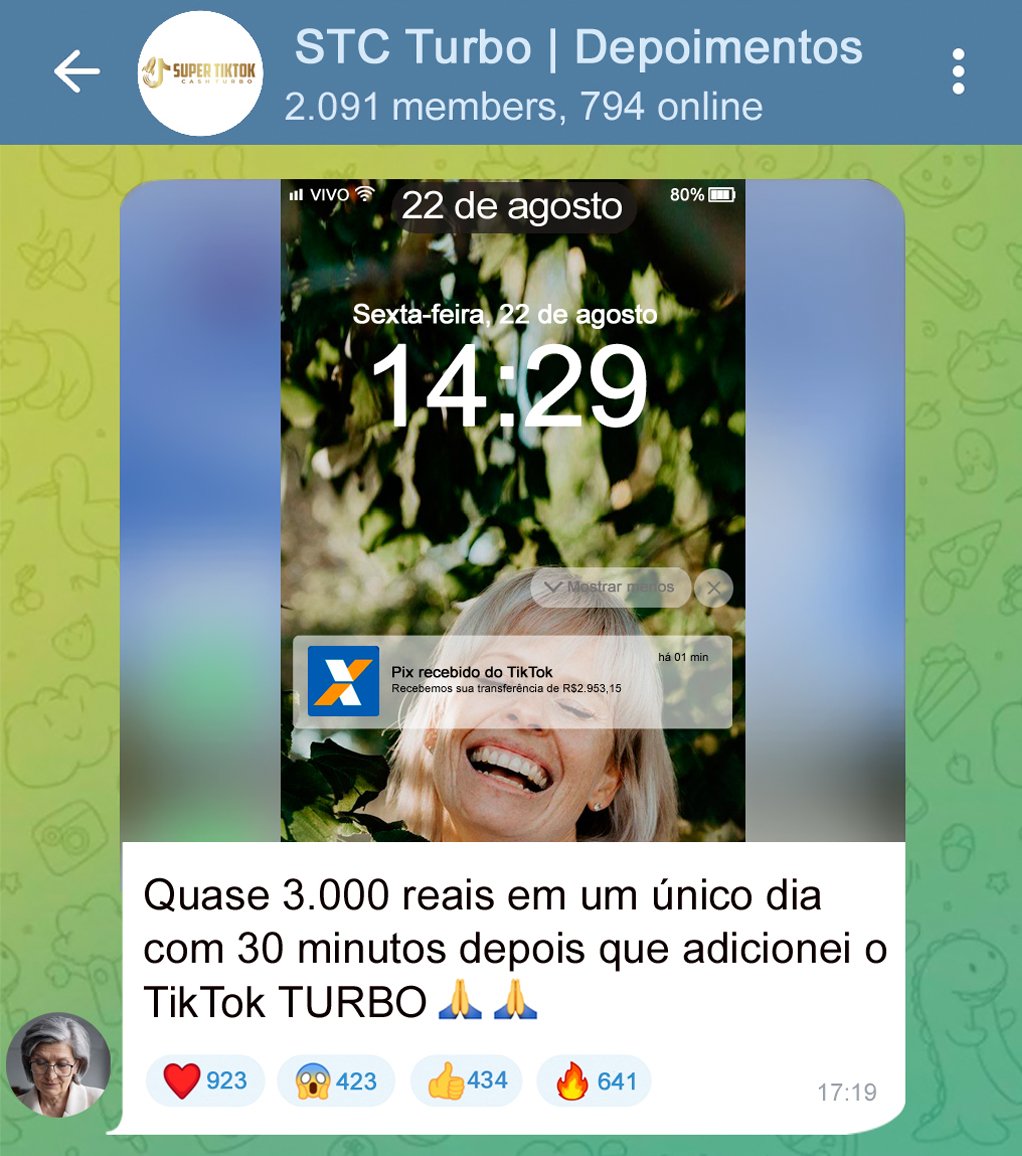 STC Turbo | Depoimentos
SUPER TIKTOK
CASH TURBO
2.091 members, 794 online
VIVO
22 de agosto
80%
Sexta-feira, 22 de agosto
14:29
Mostrar menos
há 01 min
Pix recebido do TikTok
Recebemos sua transferência de R$2.953,15
Quase 3.000 reais em um único dia
com 30 minutos depois que adicionei o
TikTok TURBO 🙏 🙏
❤️ 923 😱 423 👍 434 🔥 641
17:19